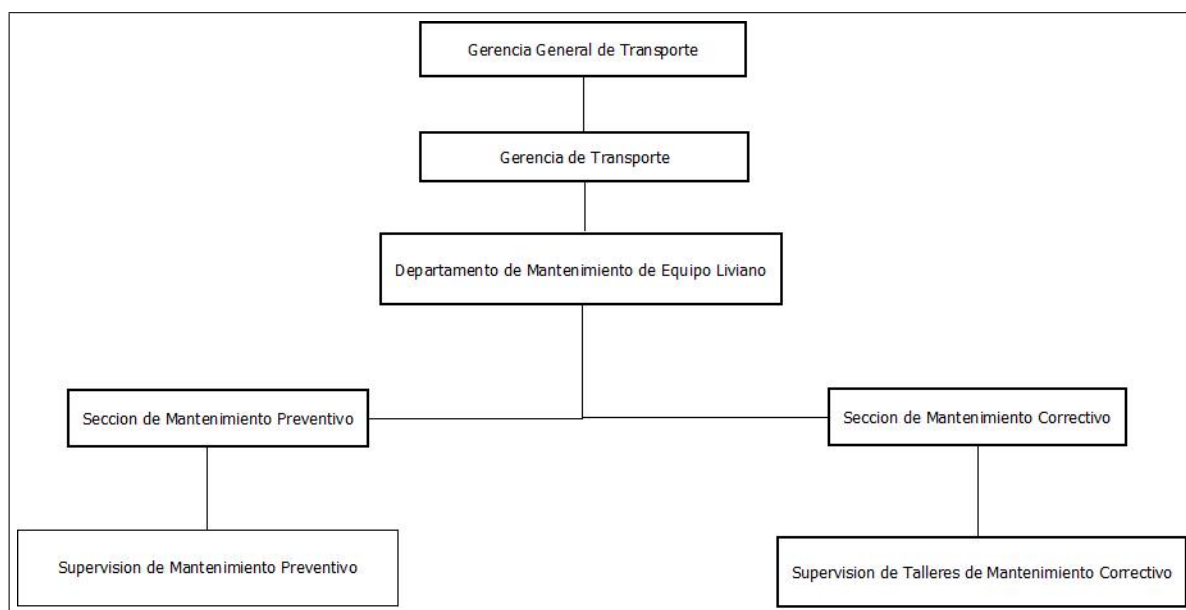 Gerencia General de Transporte
Gerencia de Transporte
Departamento de Mantenimiento de Equipo Liviano
Seccion de Mantenimiento Preventivo
Seccion de Mantenimiento Correctivo
Supervision de Mantenimiento Preventivo
Supervision de Talleres de Mantenimiento Correctivo